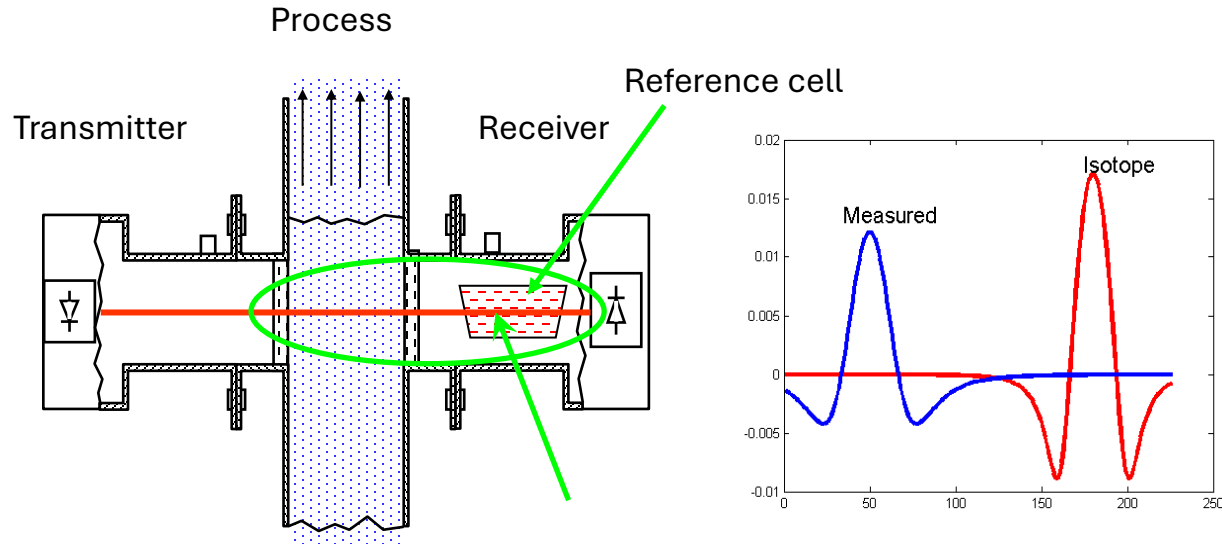 Process
Reference cell
Transmitter
Receiver
0.02
Isotope
0.015
Measured
0.01
0.005
0
-0.005
-0.01
0 50 100 150 200 250